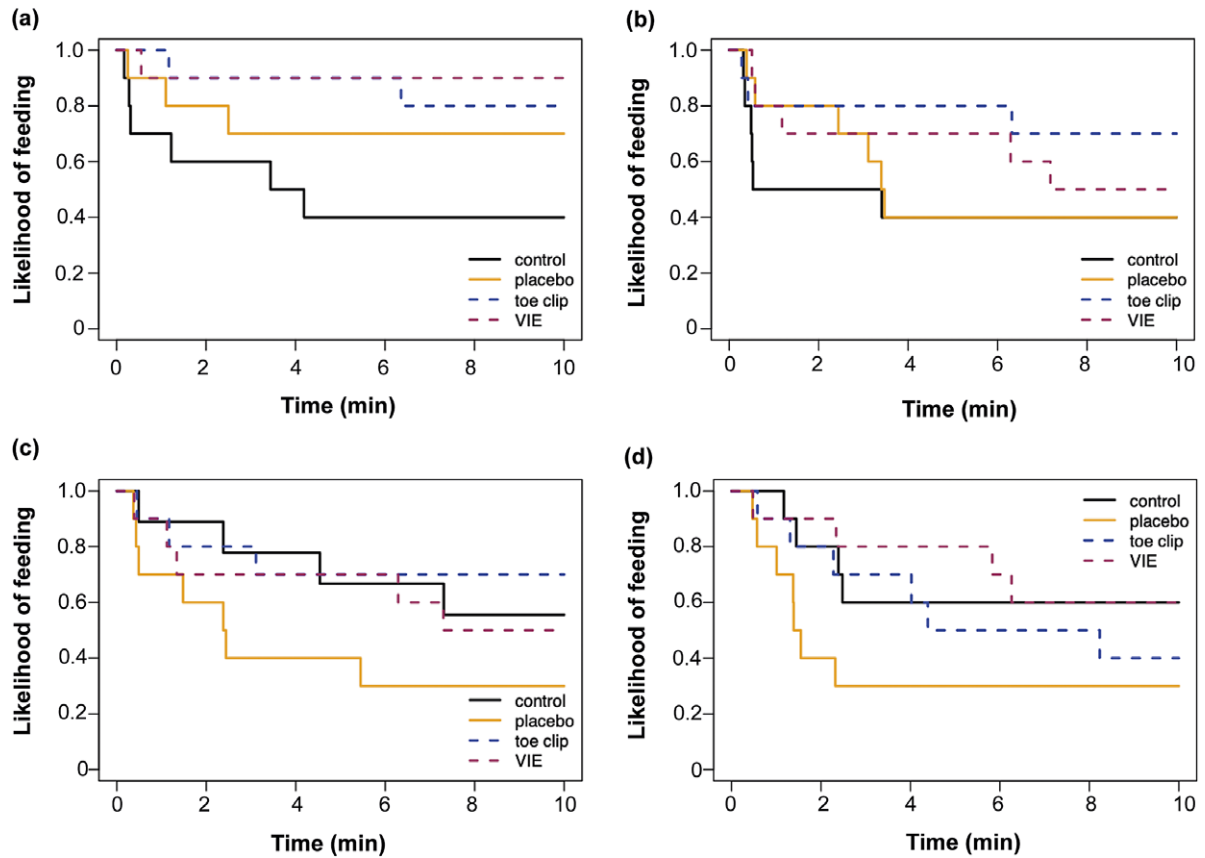 (a)
Likelihood of feeding
1.0
0.8
0.6
0.4
0.2
0
control
placebo
toe clip
VIE
0 2 4 6 8 10
Time (min)
(b)
Likelihood of feeding
1.0
0.8
0.6
0.4
0.2
0
control
placebo
toe clip
VIE
0 2 4 6 8 10
Time (min)
(c)
Likelihood of feeding
1.0
0.8
0.6
0.4
0.2
0
control
placebo
toe clip
VIE
0 2 4 6 8 10
Time (min)
(d)
Likelihood of feeding
1.0
0.8
0.6
0.4
0.2
0
control
placebo
toe clip
VIE
0 2 4 6 8 10
Time (min)